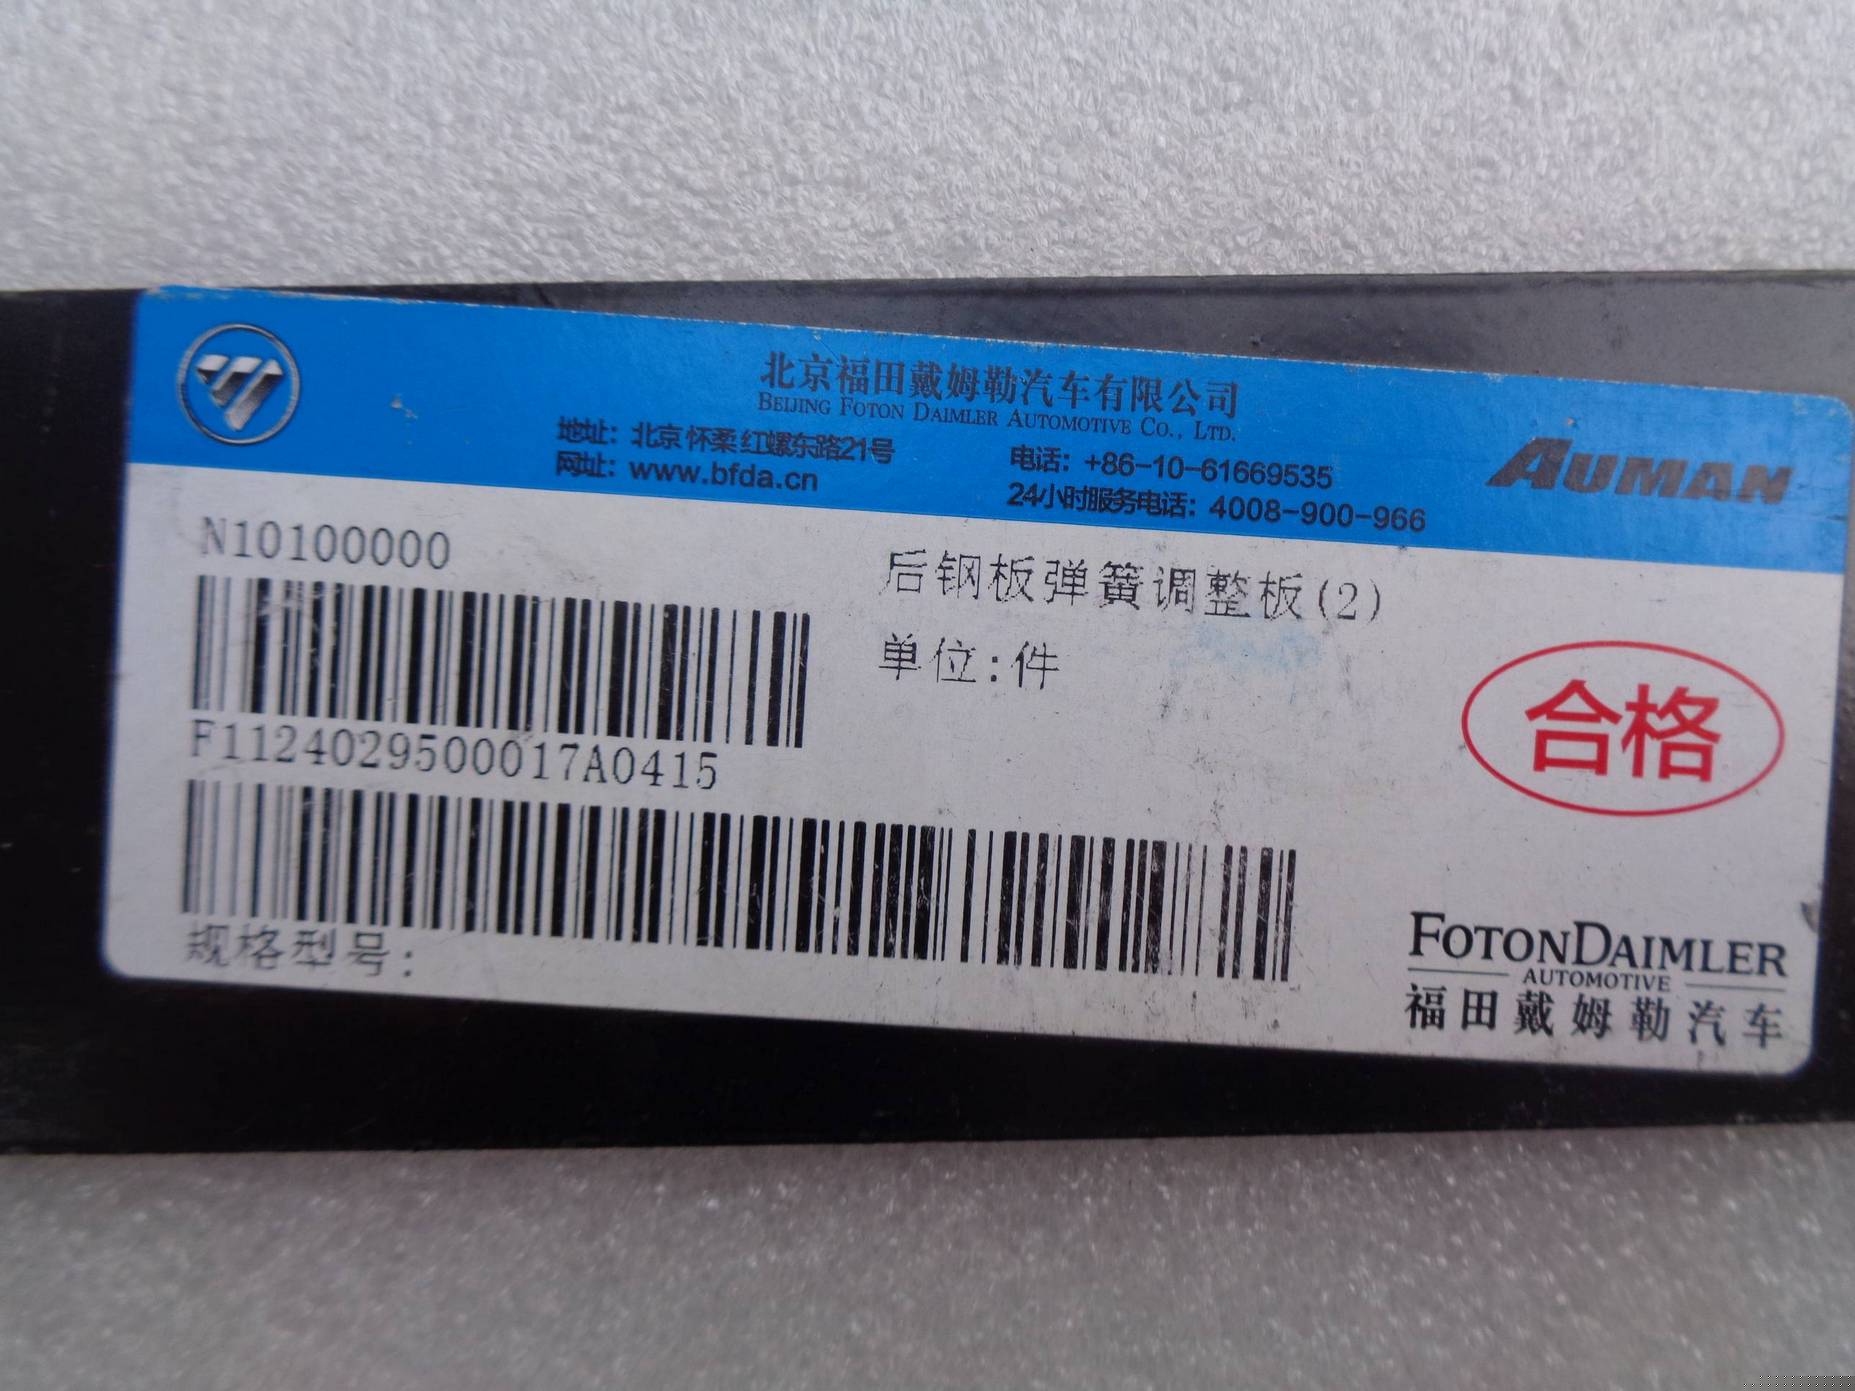 北京福田戴姆勒汽车有限公司
BEIJING FOTON DAIMLER AUTOMOTIVE CO., LTD.
地址：北京怀柔红螺东路21号
网址：www.bfda.cn
电话：+86-10-61669535
24小时服务电话：4008-900-966
AUMAN
N10100000
后钢板弹簧调整板(2)
单位:件
F1124029500017A0415
合格
规格型号:
FOTONDAIMLER
AUTOMOTIVE
福田戴姆勒汽车